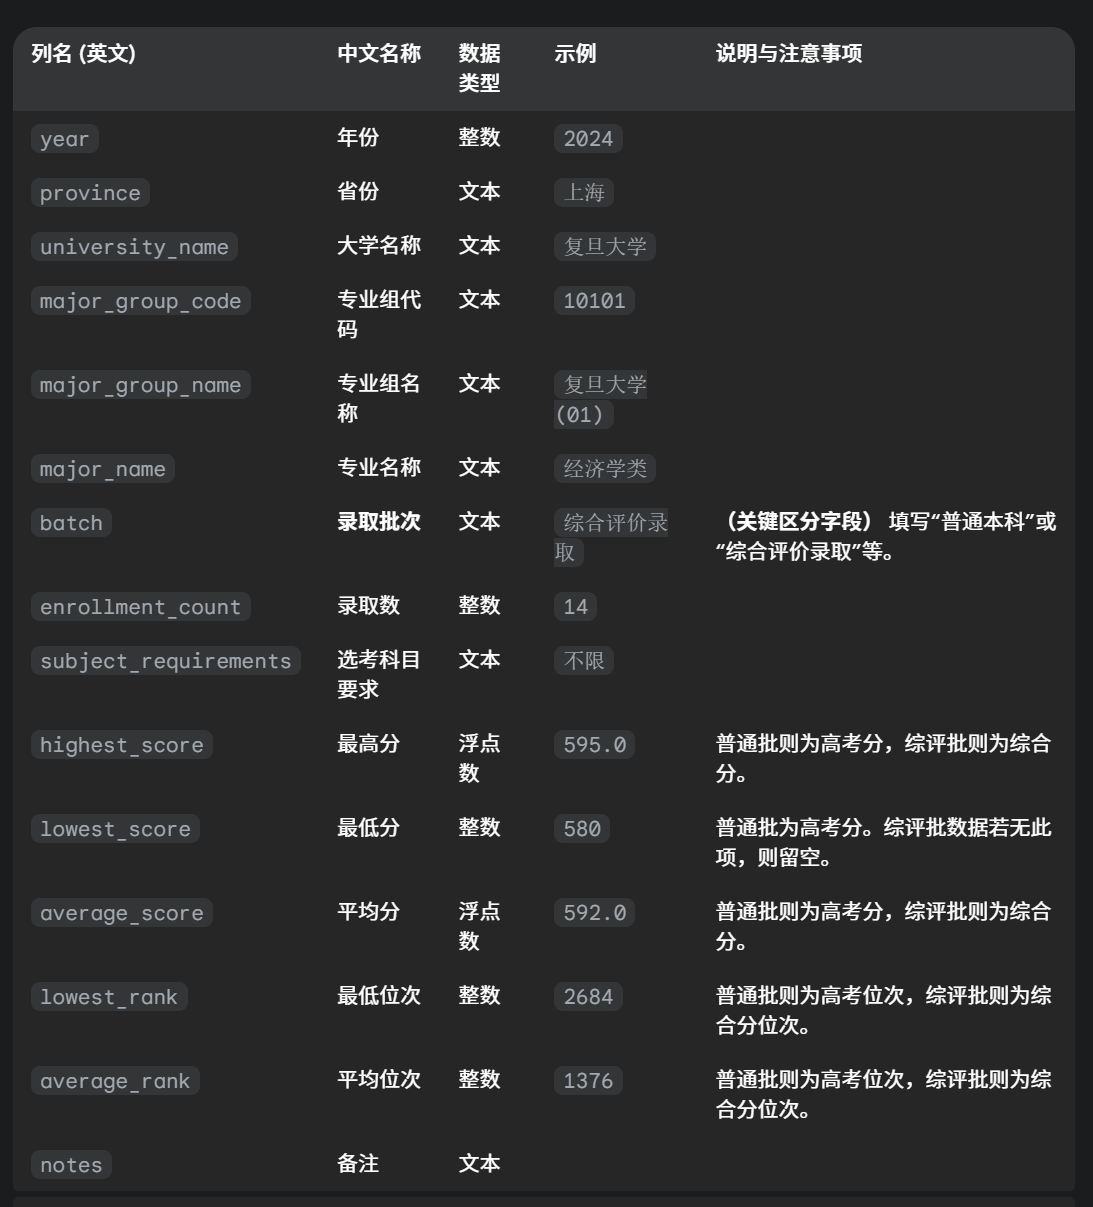 列名 (英文) 中文名称 数据类型 示例 说明与注意事项
year 年份 整数 2024
province 省份 文本 上海
university_name 大学名称 文本 复旦大学
major_group_code 专业组代码 文本 10101
major_group_name 专业组名称 文本 复旦大学(01)
major_name 专业名称 文本 经济学类
batch 录取批次 文本 综合评价录取 （关键区分字段） 填写“普通本科”或“综合评价录取”等。
enrollment_count 录取数 整数 14
subject_requirements 选考科目要求 文本 不限
highest_score 最高分 浮点数 595.0 普通批则为高考分，综评批则为综合分。
lowest_score 最低分 整数 580 普通批为高考分。综评批数据若无此项，则留空。
average_score 平均分 浮点数 592.0 普通批则为高考分，综评批则为综合分。
lowest_rank 最低位次 整数 2684 普通批则为高考位次，综评批则为综合分位次。
average_rank 平均位次 整数 1376 普通批则为高考位次，综评批则为综合分位次。
notes 备注 文本